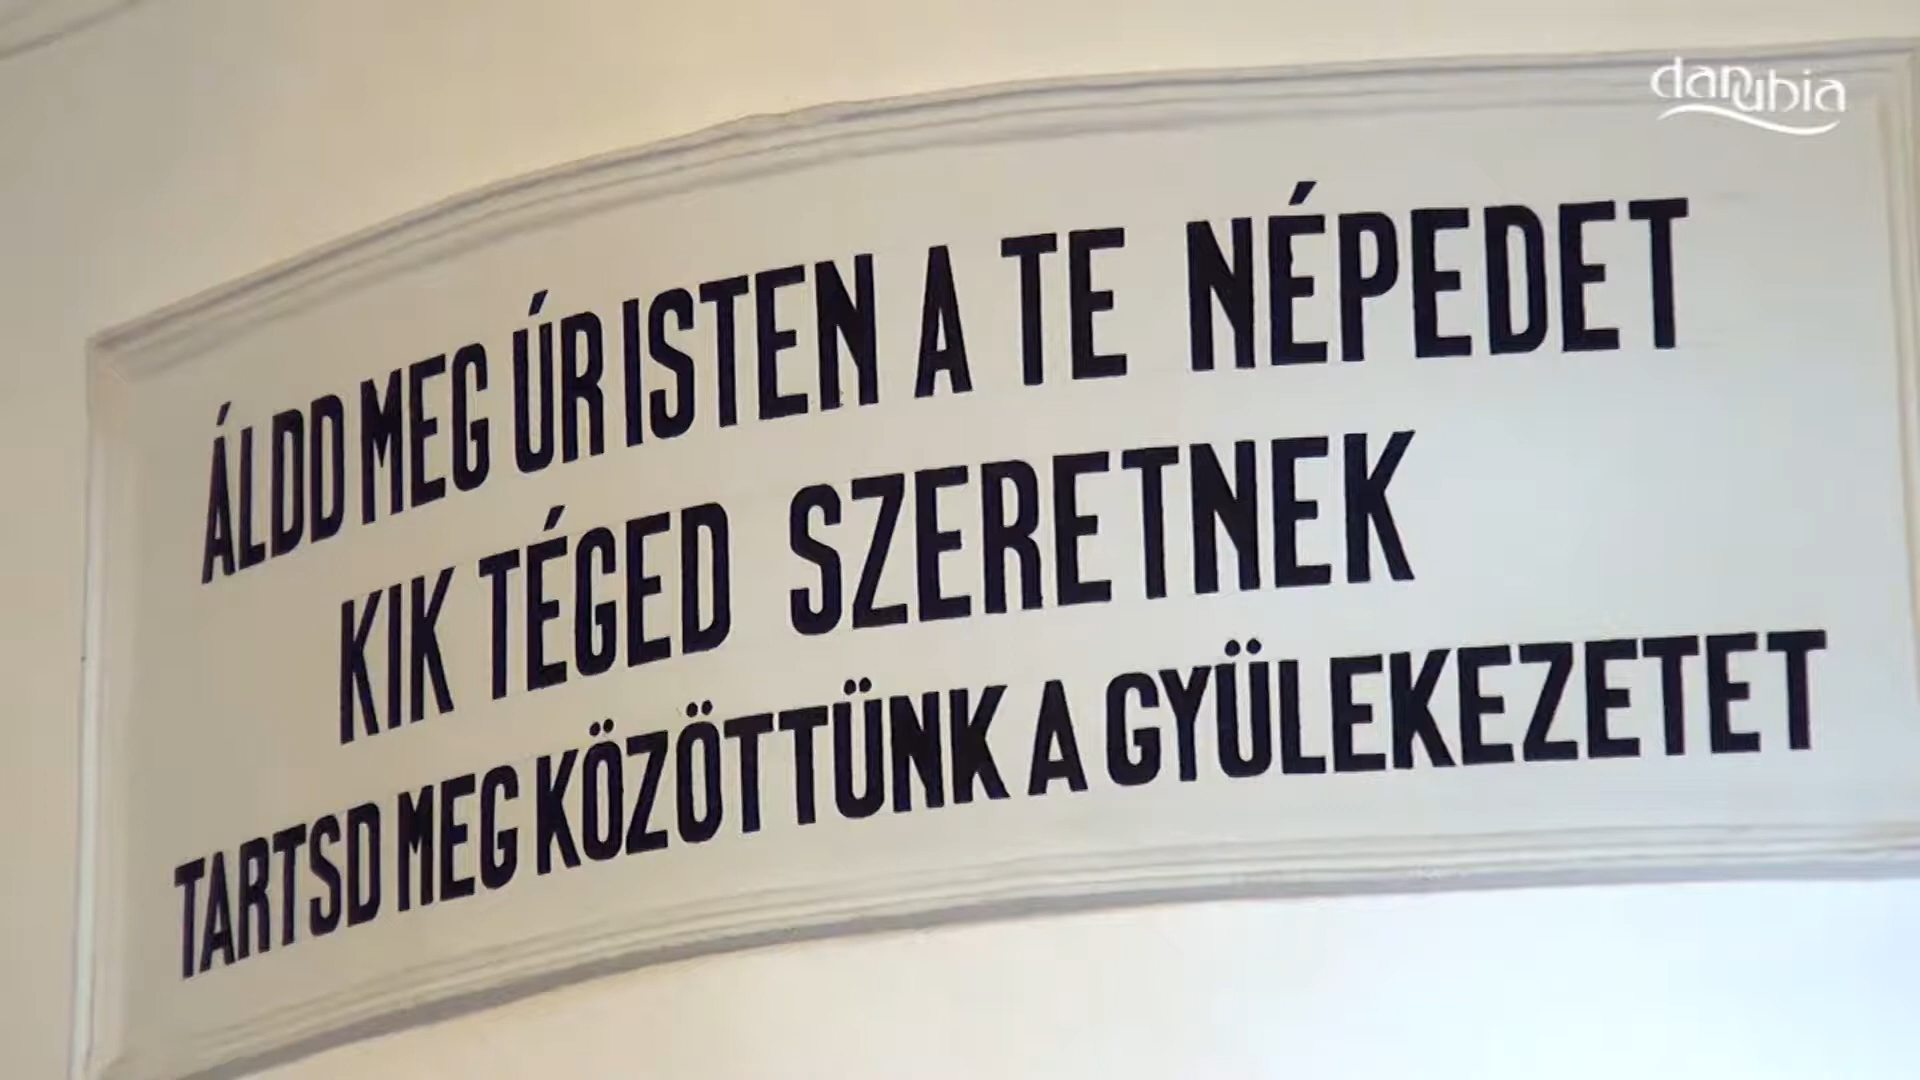 danubia
ÁLDD MEG ÚR ISTEN A TE NÉPEDET
KIK TÉGED SZERETNEK
TARTSD MEG KÖZÖTTÜNK A GYÜLEKEZETET